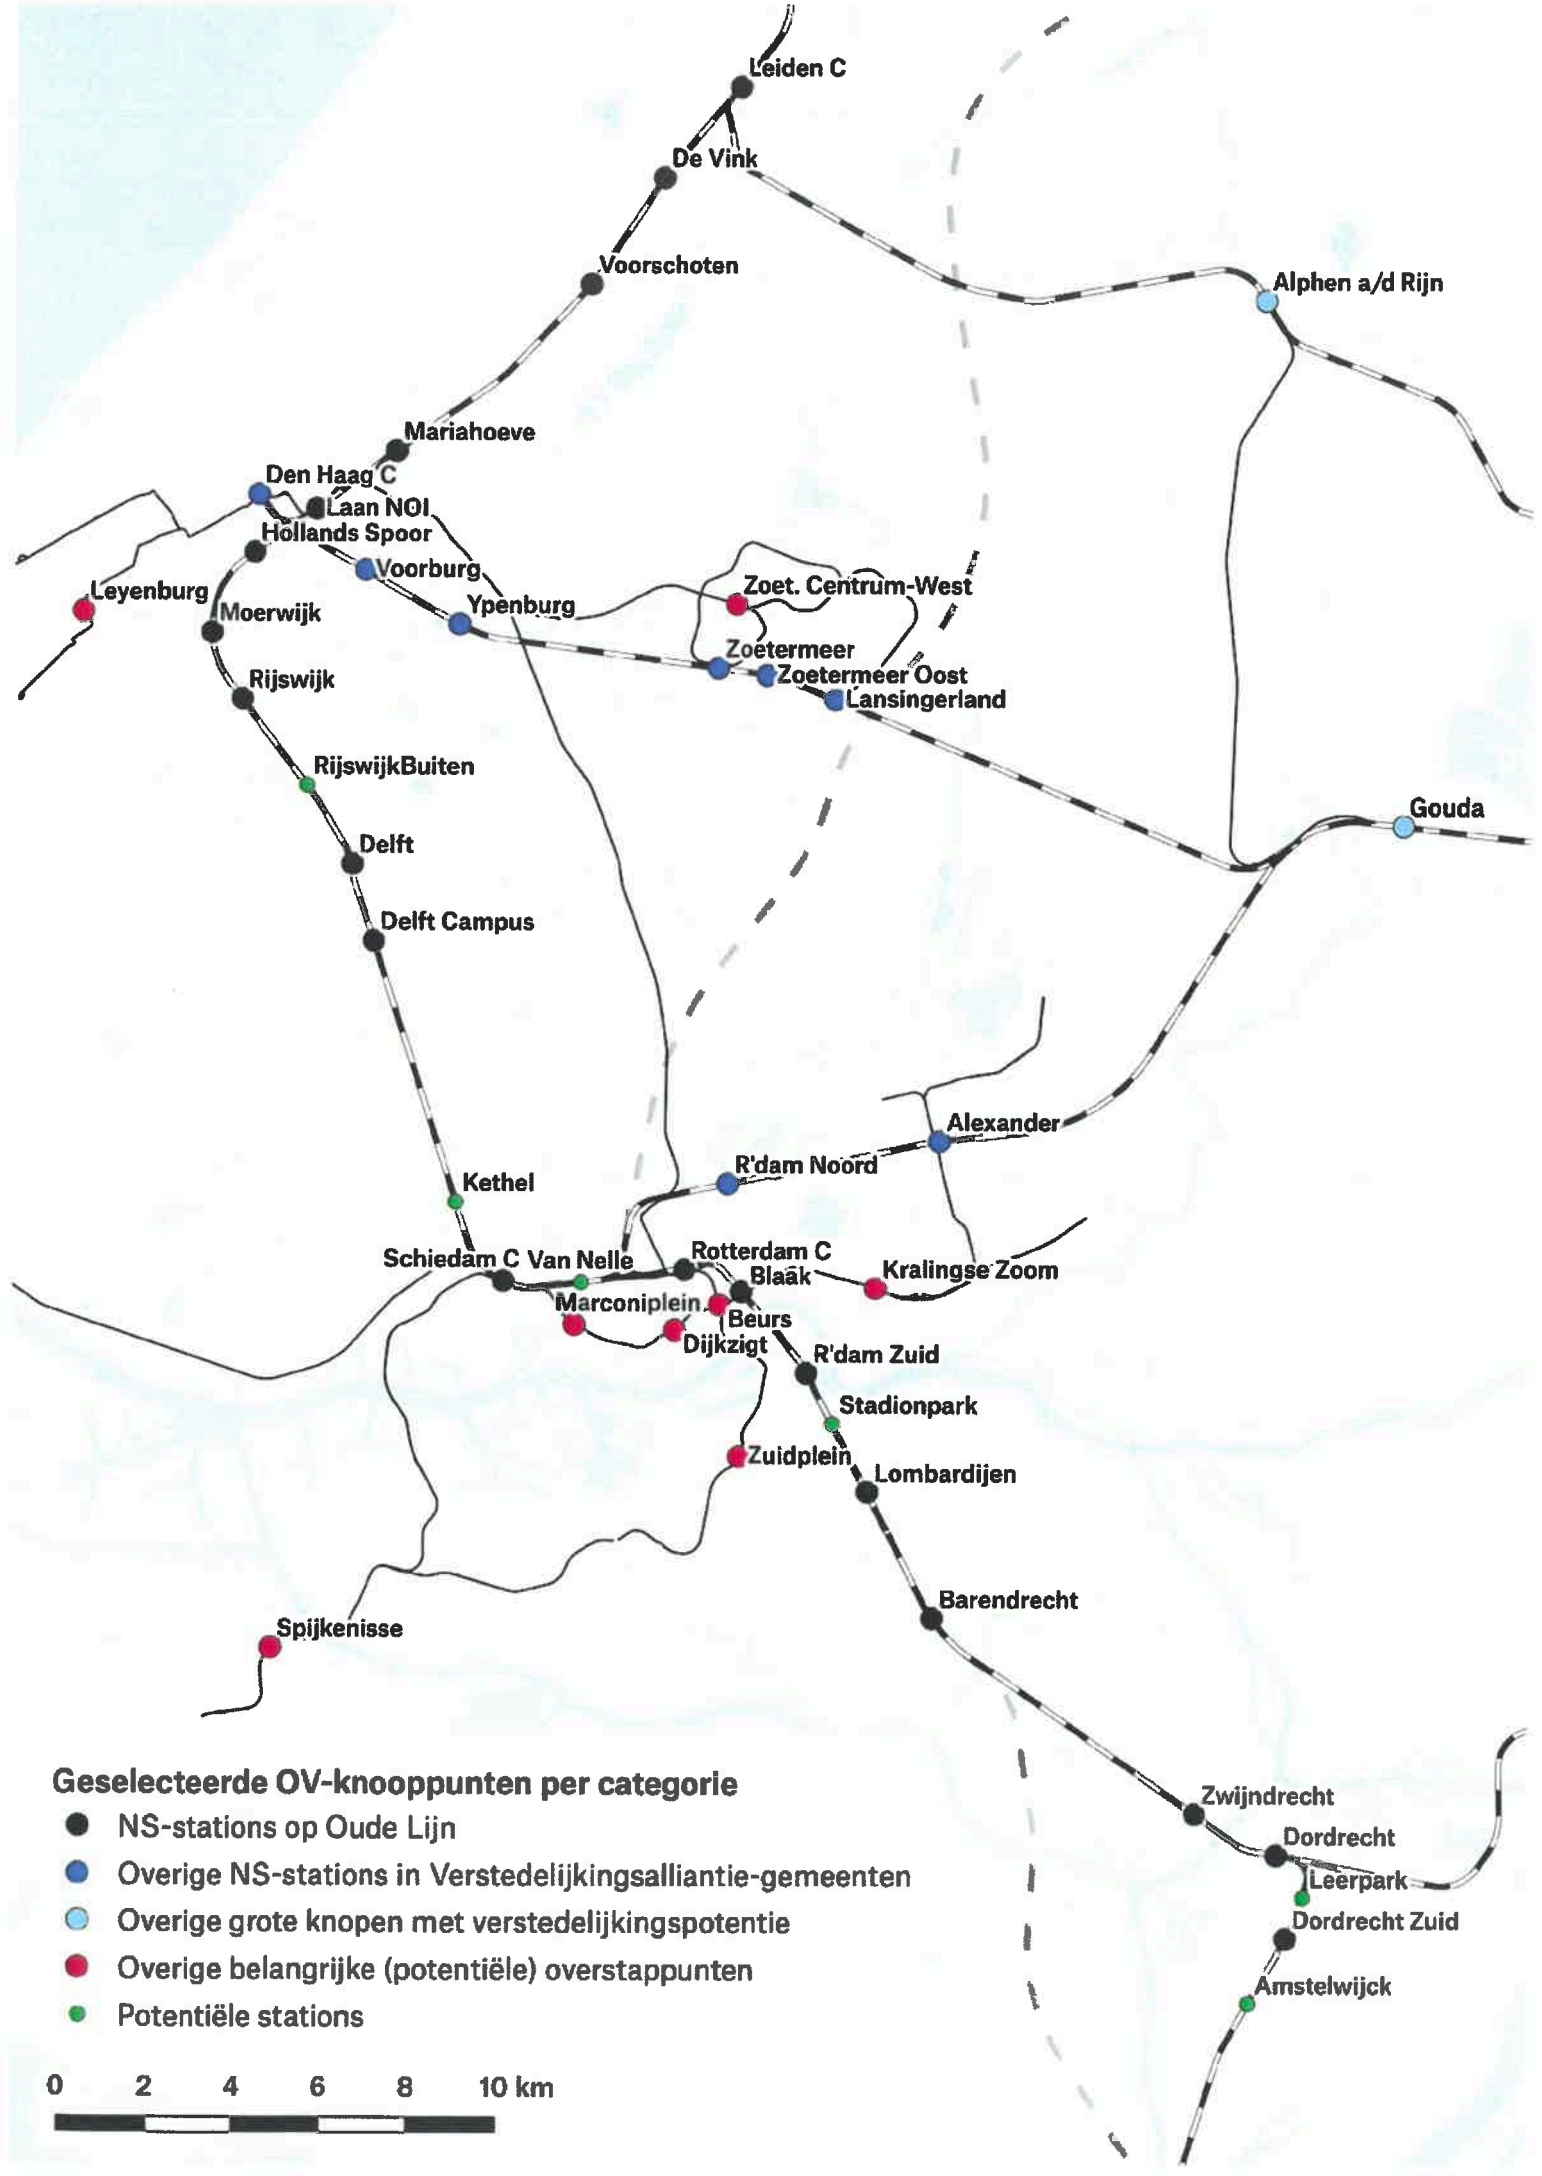 Leiden C
De Vink
Voorschoten
Alphen a/d Rijn
Mariahoeve
Den Haag C
Laan NOI
Hollands Spoor
Voorburg
Leyenburg
Zoet. Centrum-West
Ypenburg
Moerwijk
Zoetermeer
Zoetermeer Oost
Rijswijk
Lansingerland
RijswijkBuiten
Gouda
Delft
Delft Campus
Alexander
R'dam Noord
Kethel
Schiedam C
Van Nelle
Rotterdam C
Blaak
Kralingse Zoom
Marconiplein
Beurs
Dijkzigt
R'dam Zuid
Stadionpark
Zuidplein
Lombardijen
Barendrecht
Spijkenisse
Zwijndrecht
Dordrecht
Leerpark
Dordrecht Zuid
Amstelwijck
Geselecteerde OV-knooppunten per categorie
NS-stations op Oude Lijn
Overige NS-stations in Verstedelijkingsalliantie-gemeenten
Overige grote knopen met verstedelijkingspotentie
Overige belangrijke (potentiële) overstappunten
Potentiële stations
0 2 4 6 8 10 km